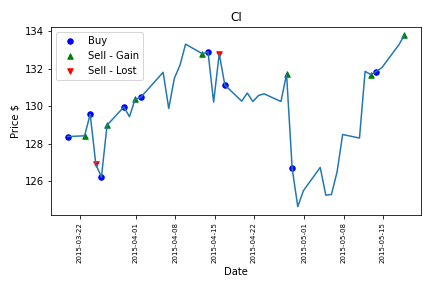 CI
Buy
Sell - Gain
Sell - Lost
Price $
134
132
130
128
126
2015-03-22
2015-04-01
2015-04-08
2015-04-15
2015-04-22
2015-05-01
2015-05-08
2015-05-15
Date